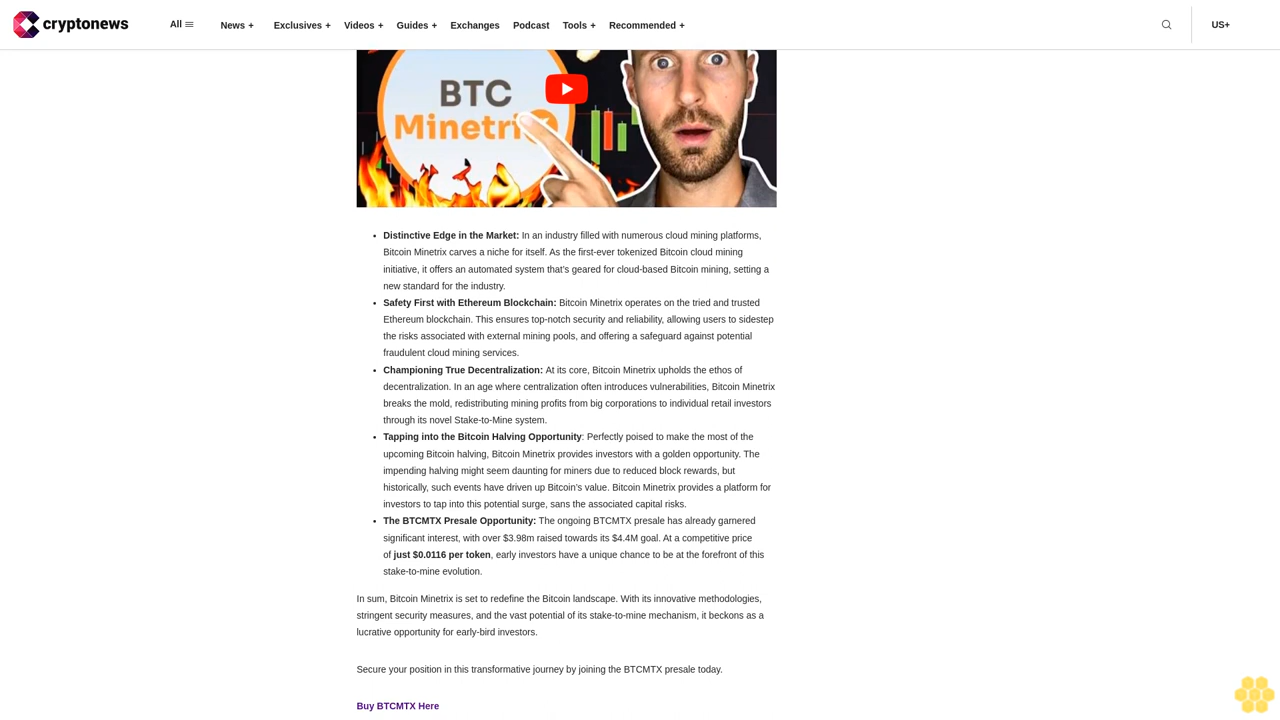 cryptonews
All
News +
Exclusives +
Videos +
Guides +
Exchanges
Podcast
Tools +
Recommended +
US+
BTC
Minetrix
Distinctive Edge in the Market: In an industry filled with numerous cloud mining platforms,
Bitcoin Minetrix carves a niche for itself. As the first-ever tokenized Bitcoin cloud mining
initiative, it offers an automated system that's geared for cloud-based Bitcoin mining, setting a
new standard for the industry.
Safety First with Ethereum Blockchain: Bitcoin Minetrix operates on the tried and trusted
Ethereum blockchain. This ensures top-notch security and reliability, allowing users to sidestep
the risks associated with external mining pools, and offering a safeguard against potential
fraudulent cloud mining services.
Championing True Decentralization: At its core, Bitcoin Minetrix upholds the ethos of
decentralization. In an age where centralization often introduces vulnerabilities, Bitcoin Minetrix
breaks the mold, redistributing mining profits from big corporations to individual retail investors
through its novel Stake-to-Mine system.
Tapping into the Bitcoin Halving Opportunity: Perfectly poised to make the most of the
upcoming Bitcoin halving, Bitcoin Minetrix provides investors with a golden opportunity. The
impending halving might seem daunting for miners due to reduced block rewards, but
historically, such events have driven up Bitcoin's value. Bitcoin Minetrix provides a platform for
investors to tap into this potential surge, sans the associated capital risks.
The BTCMTX Presale Opportunity: The ongoing BTCMTX presale has already garnered
significant interest, with over $3.98m raised towards its $4.4M goal. At a competitive price
of just $0.0116 per token, early investors have a unique chance to be at the forefront of this
stake-to-mine evolution.
In sum, Bitcoin Minetrix is set to redefine the Bitcoin landscape. With its innovative methodologies,
stringent security measures, and the vast potential of its stake-to-mine mechanism, it beckons as a
lucrative opportunity for early-bird investors.
Secure your position in this transformative journey by joining the BTCMTX presale today.
Buy BTCMTX Here